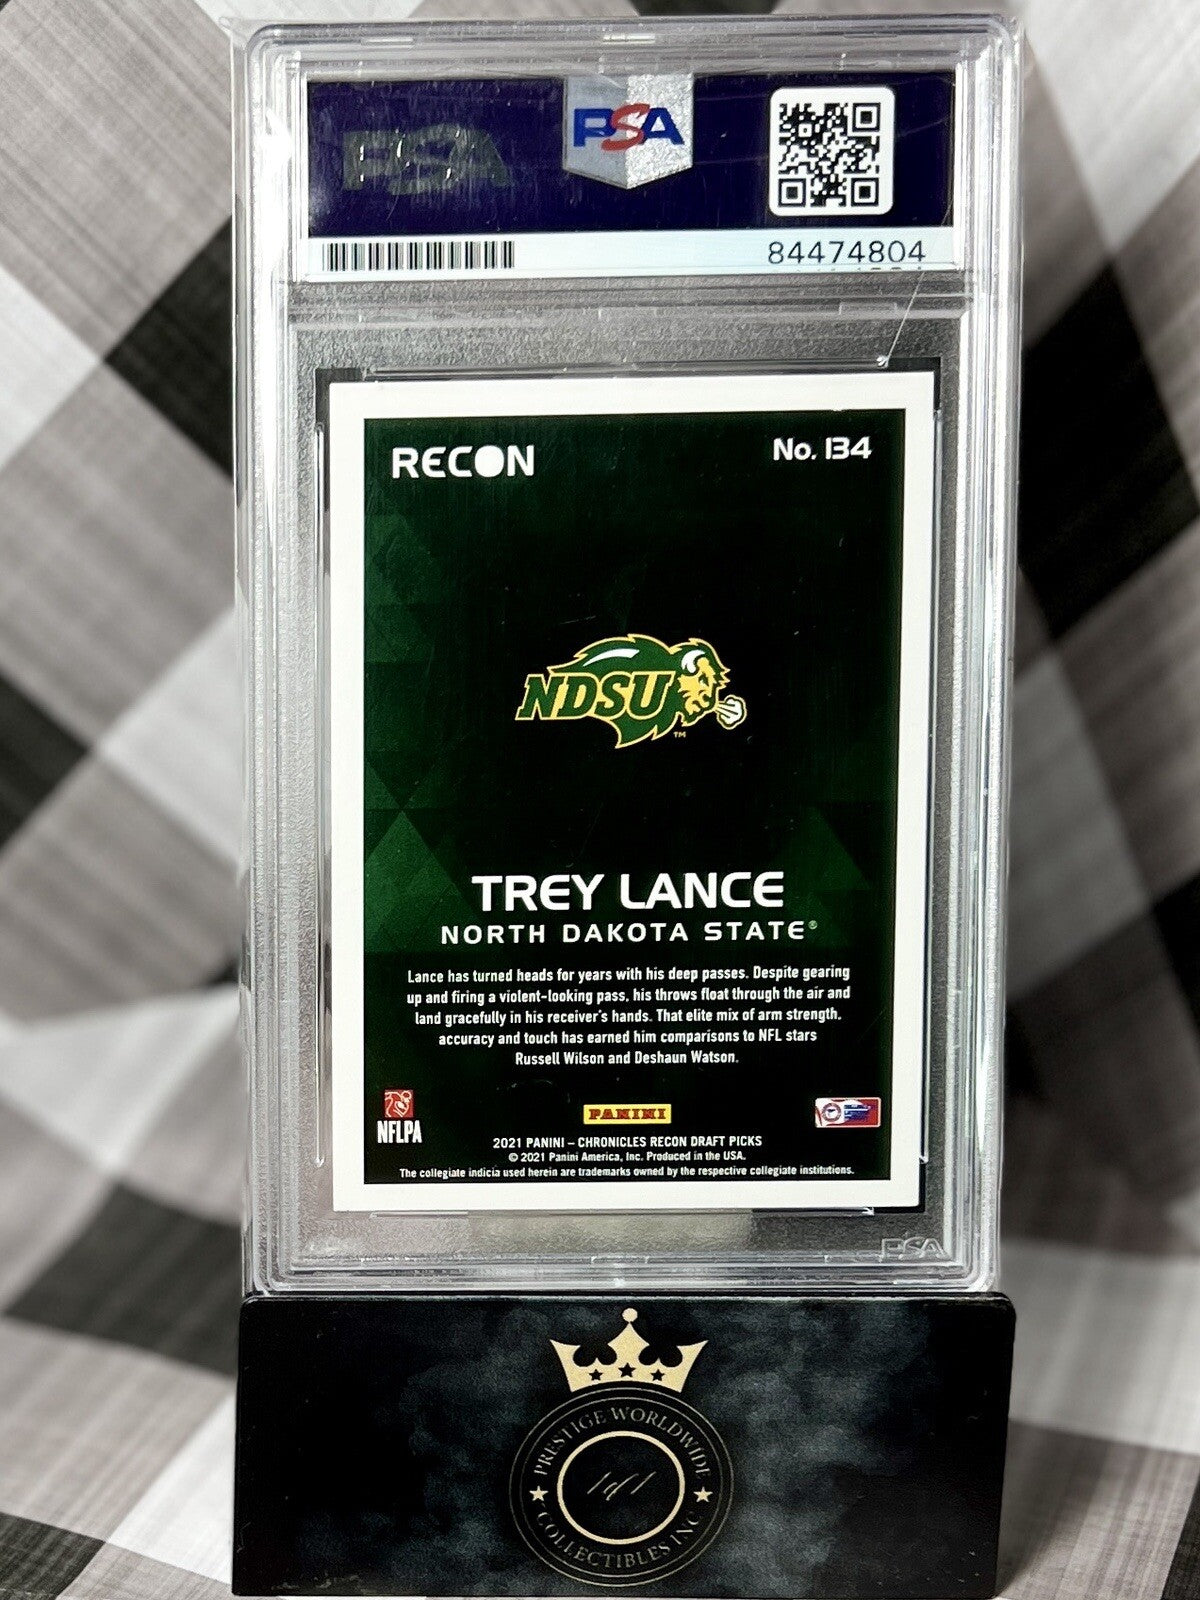 PSA
PSA
84474804
RECON
No. 134
NDSU
TM
TREY LANCE
NORTH DAKOTA STATE®
Lance has turned heads for years with his deep passes. Despite gearing
up and firing a violent-looking pass, his throws float through the air and
land gracefully in his receiver's hands. That elite mix of arm strength,
accuracy and touch has earned him comparisons to NFL stars
Russell Wilson and Deshaun Watson.
NFLPA
PANINI
2021 PANINI – CHRONICLES RECON DRAFT PICKS
© 2021 Panini America, Inc. Produced in the USA.
The collegiate indicia used herein are trademarks owned by the respective collegiate institutions.
PSA
PRESTIGE WORLDWIDE
1of1
COLLECTIBLES INC.